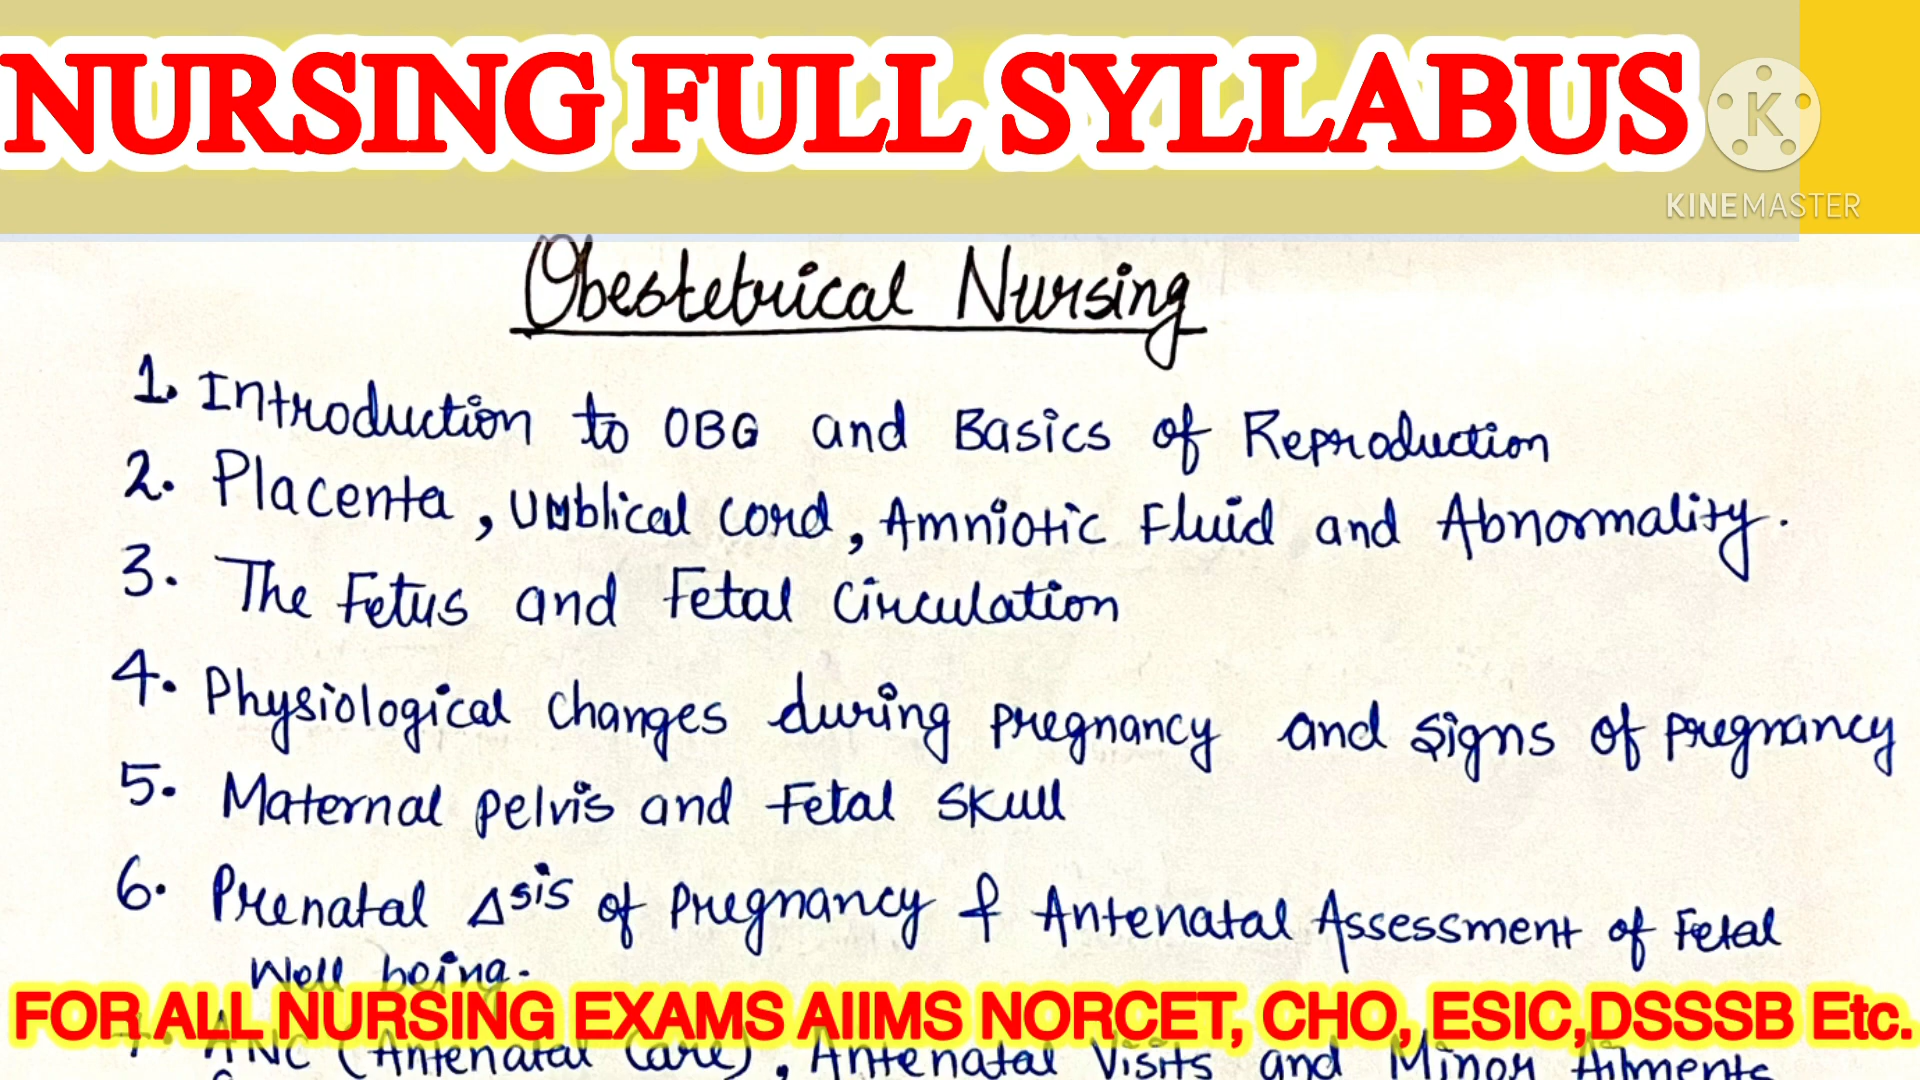 NURSING FULL SYLLABUS
K
KINEMASTER
Obestetrical Nursing
1. Introduction to OBG and Basics of Reproduction
2. Placenta, Umblical Cord, Amniotic Fluid and Abnormality.
3. The Fetus and Fetal Circulation
4. Physiological Changes during pregnancy and signs of pregnancy
5. Maternal pelvis and Fetal Skull
6. Prenatal Δsis of Pregnancy & Antenatal Assessment of Fetal
Well being.
FOR ALL NURSING EXAMS AIIMS NORCET, CHO, ESIC,DSSSB Etc.
7. ANC (Antenatal Care), Antenatal Visits and Minor Ailments